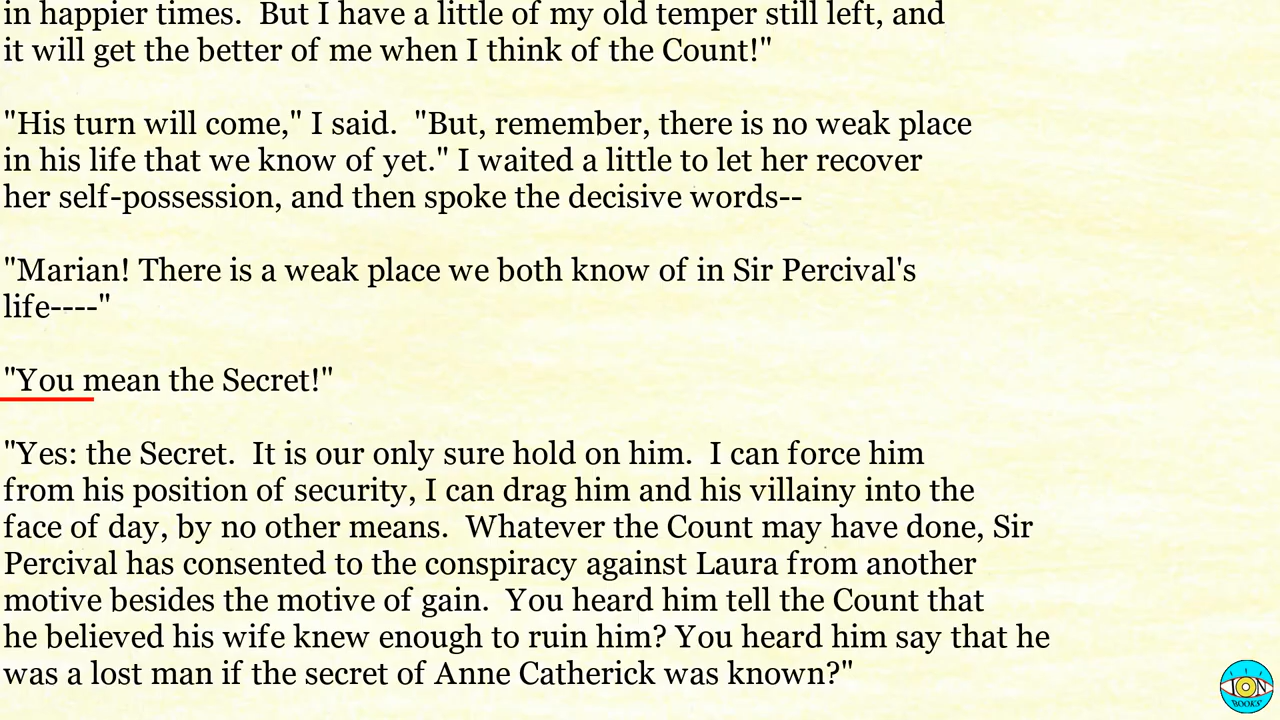 in happier times.  But I have a little of my old temper still left, and
it will get the better of me when I think of the Count!"
"His turn will come," I said.  "But, remember, there is no weak place
in his life that we know of yet." I waited a little to let her recover
her self-possession, and then spoke the decisive words--
"Marian! There is a weak place we both know of in Sir Percival's
life----"
"You mean the Secret!"
"Yes: the Secret.  It is our only sure hold on him.  I can force him
from his position of security, I can drag him and his villainy into the
face of day, by no other means.  Whatever the Count may have done, Sir
Percival has consented to the conspiracy against Laura from another
motive besides the motive of gain.  You heard him tell the Count that
he believed his wife knew enough to ruin him? You heard him say that he
was a lost man if the secret of Anne Catherick was known?"
ION
BOOKS